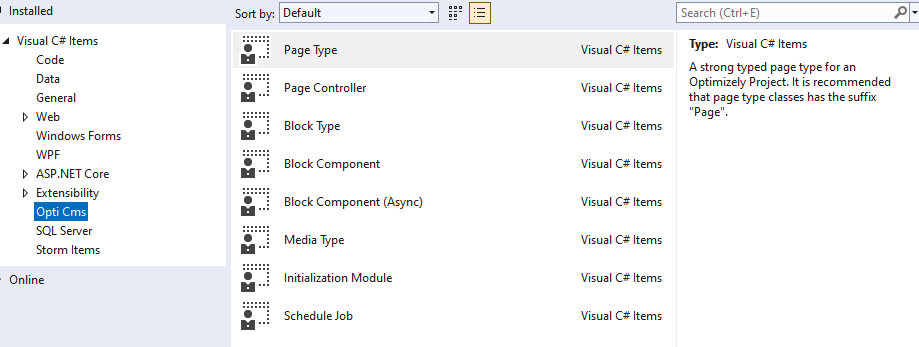 Installed
Sort by: Default
Search (Ctrl+E)
Visual C# Items
Code
Data
General
Web
Windows Forms
WPF
ASP.NET Core
Extensibility
Opti Cms
SQL Server
Storm Items
Online
Page Type Visual C# Items
Page Controller Visual C# Items
Block Type Visual C# Items
Block Component Visual C# Items
Block Component (Async) Visual C# Items
Media Type Visual C# Items
Initialization Module Visual C# Items
Schedule Job Visual C# Items
Type: Visual C# Items
A strong typed page type for an
Optimizely Project. It is recommended
that page type classes has the suffix
"Page".